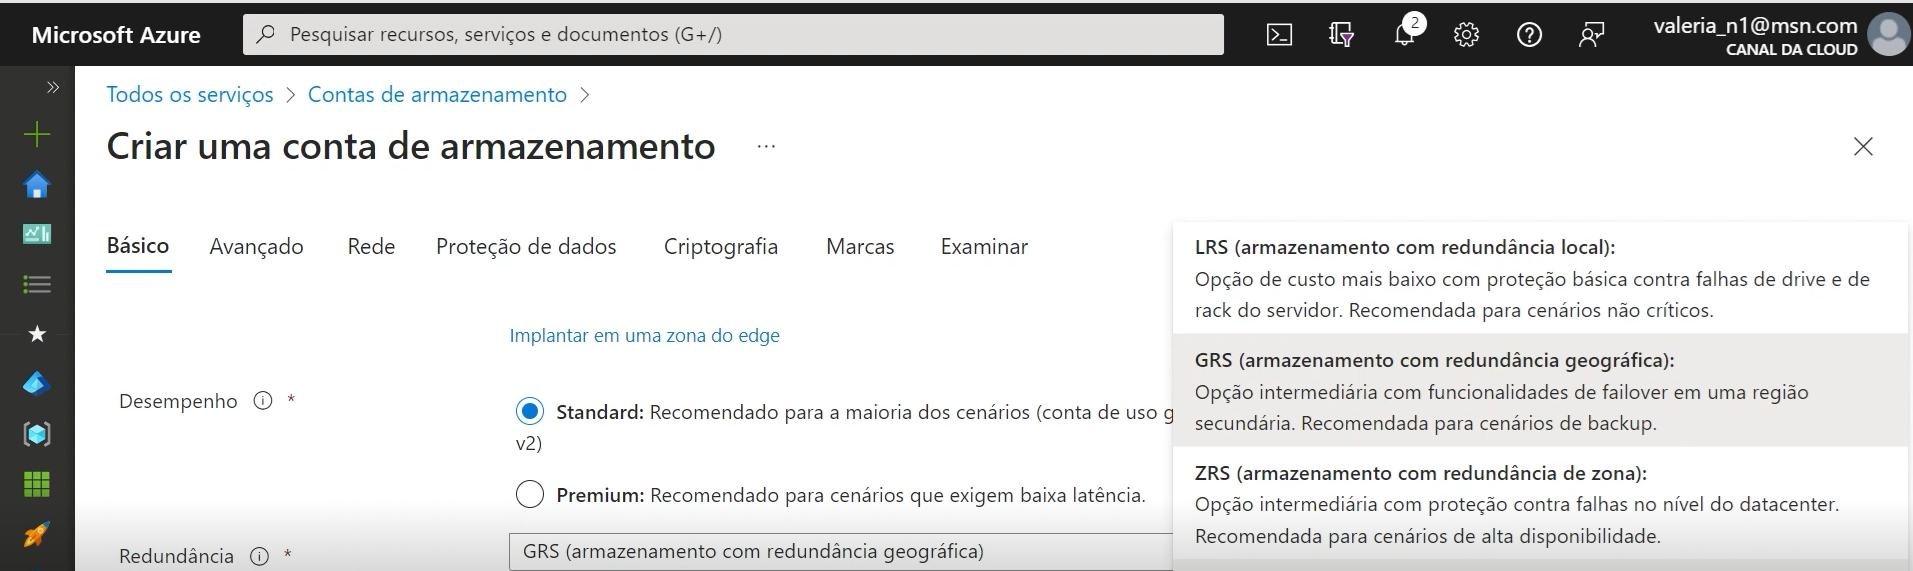 Microsoft Azure
Pesquisar recursos, serviços e documentos (G+/)
2
valeria_n1@msn.com
CANAL DA CLOUD
Todos os serviços > Contas de armazenamento >
Criar uma conta de armazenamento ...
Básico Avançado Rede Proteção de dados Criptografia Marcas Examinar
Implantar em uma zona do edge
Desempenho *
Standard: Recomendado para a maioria dos cenários (conta de uso g
v2)
Premium: Recomendado para cenários que exigem baixa latência.
Redundância *
GRS (armazenamento com redundância geográfica)
LRS (armazenamento com redundância local):
Opção de custo mais baixo com proteção básica contra falhas de drive e de
rack do servidor. Recomendada para cenários não críticos.
GRS (armazenamento com redundância geográfica):
Opção intermediária com funcionalidades de failover em uma região
secundária. Recomendada para cenários de backup.
ZRS (armazenamento com redundância de zona):
Opção intermediária com proteção contra falhas no nível do datacenter.
Recomendada para cenários de alta disponibilidade.